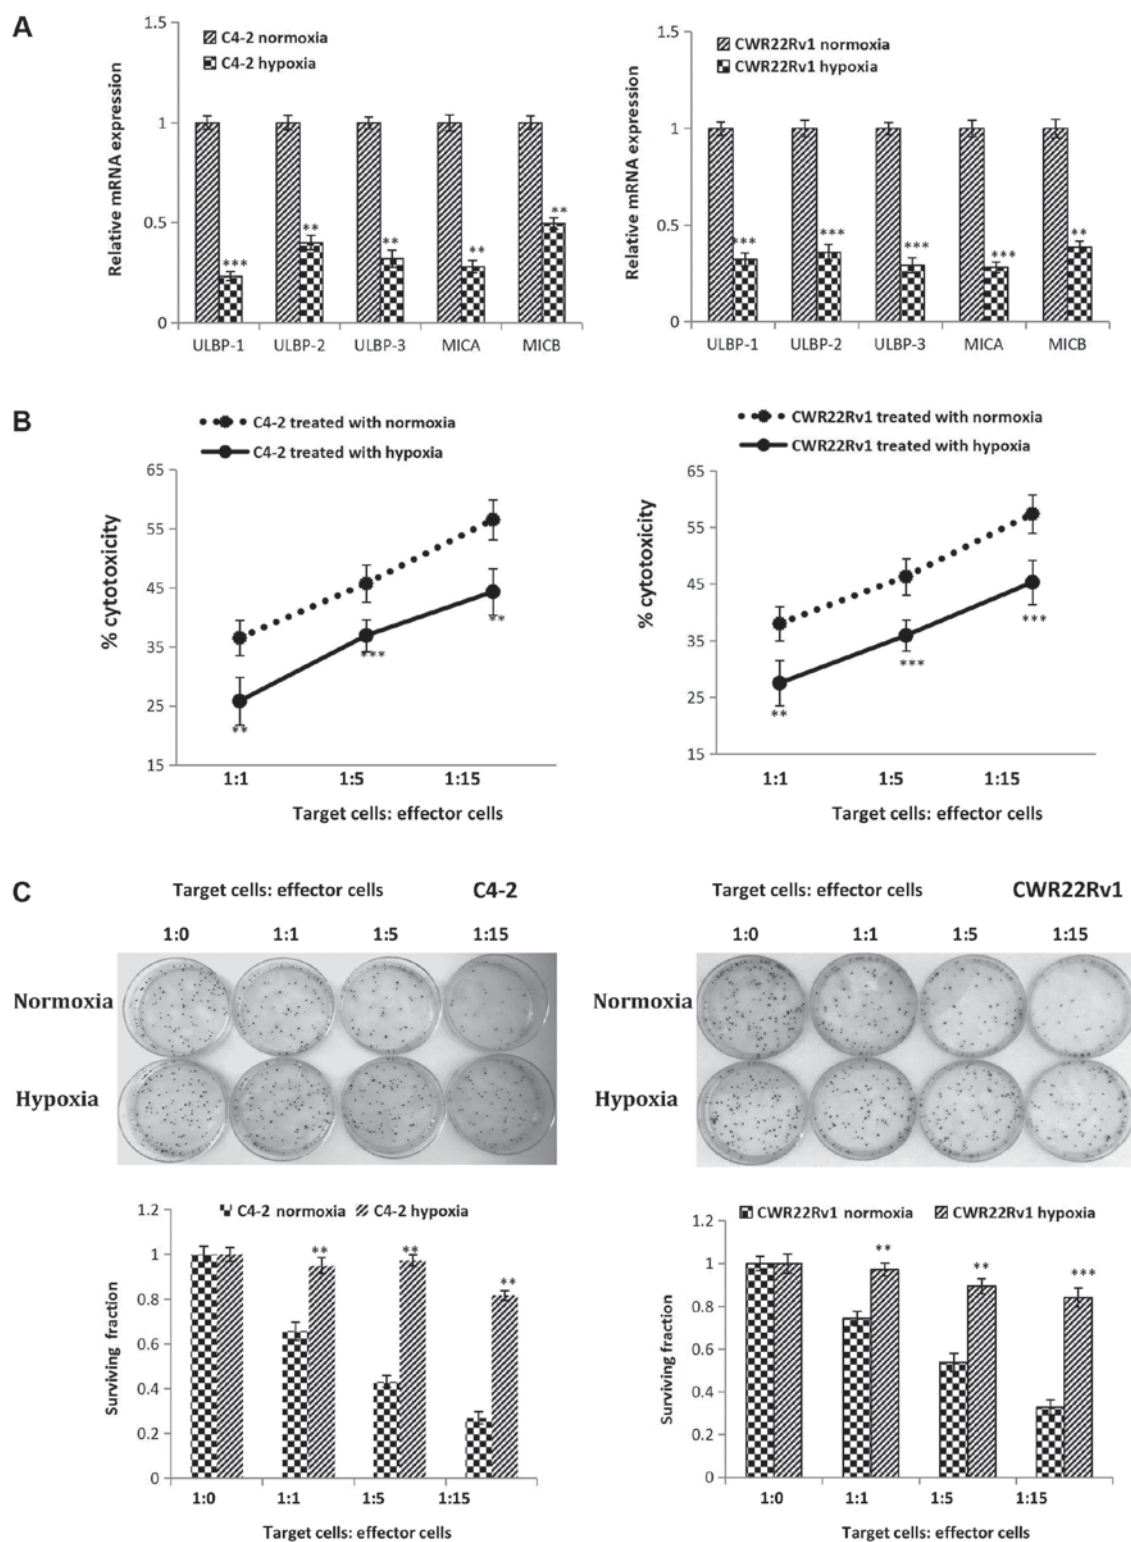 A
1.5
C4-2 normoxia
C4-2 hypoxia
Relative mRNA expression
1
0.5
0
***
**
**
**
**
ULBP-1 ULBP-2 ULBP-3 MICA MICB
1.5
CWR22Rv1 normoxia
CWR22Rv1 hypoxia
Relative mRNA expression
1
0.5
0
***
***
***
***
**
ULBP-1 ULBP-2 ULBP-3 MICA MICB
B
C4-2 treated with normoxia
C4-2 treated with hypoxia
65
55
45
35
25
15
% cytotoxicity
**
***
**
1:1 1:5 1:15
Target cells: effector cells
CWR22Rv1 treated with normoxia
CWR22Rv1 treated with hypoxia
65
55
45
35
25
15
% cytotoxicity
**
***
***
1:1 1:5 1:15
Target cells: effector cells
C
Target cells: effector cells C4-2
1:0 1:1 1:5 1:15
Normoxia
Hypoxia
Target cells: effector cells CWR22Rv1
1:0 1:1 1:5 1:15
Normoxia
Hypoxia
1.2
C4-2 normoxia C4-2 hypoxia
1
0.8
0.6
0.4
0.2
0
Surviving fraction
**
**
**
1:0 1:1 1:5 1:15
Target cells: effector cells
1.2
CWR22Rv1 normoxia CWR22Rv1 hypoxia
1
0.8
0.6
0.4
0.2
0
Surviving fraction
**
**
***
1:0 1:1 1:5 1:15
Target cells: effector cells